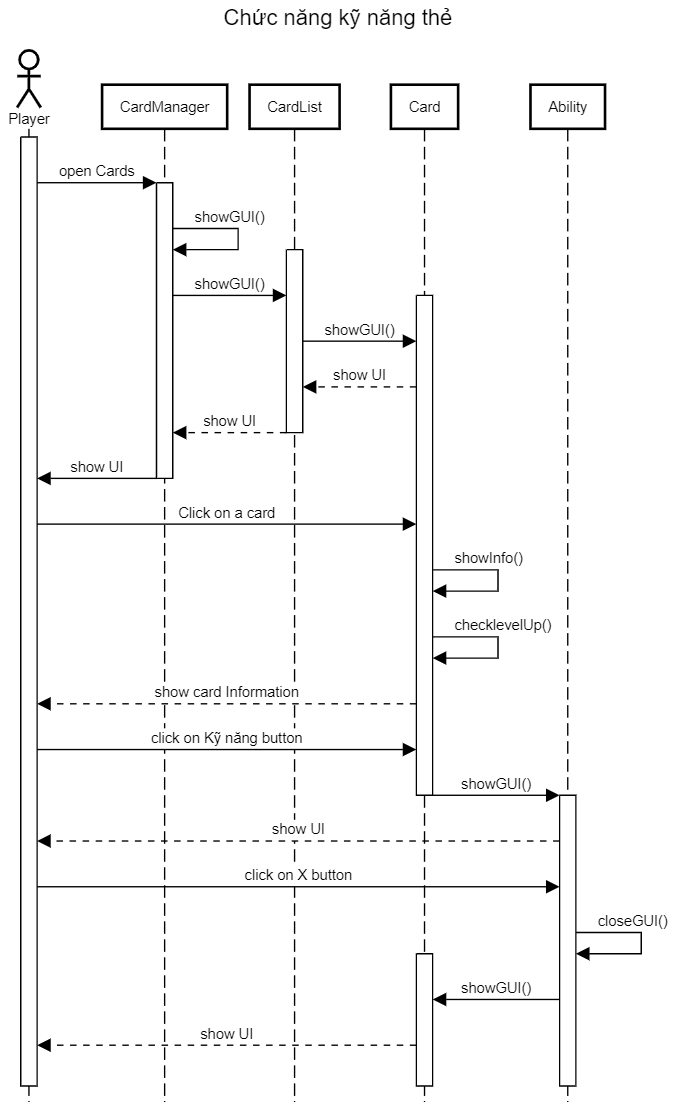 Chức năng kỹ năng thẻ
Player
CardManager
CardList
Card
Ability
open Cards
showGUI()
showGUI()
showGUI()
show UI
show UI
show UI
Click on a card
showInfo()
checklevelUp()
show card Information
click on Kỹ năng button
showGUI()
show UI
click on X button
closeGUI()
showGUI()
show UI